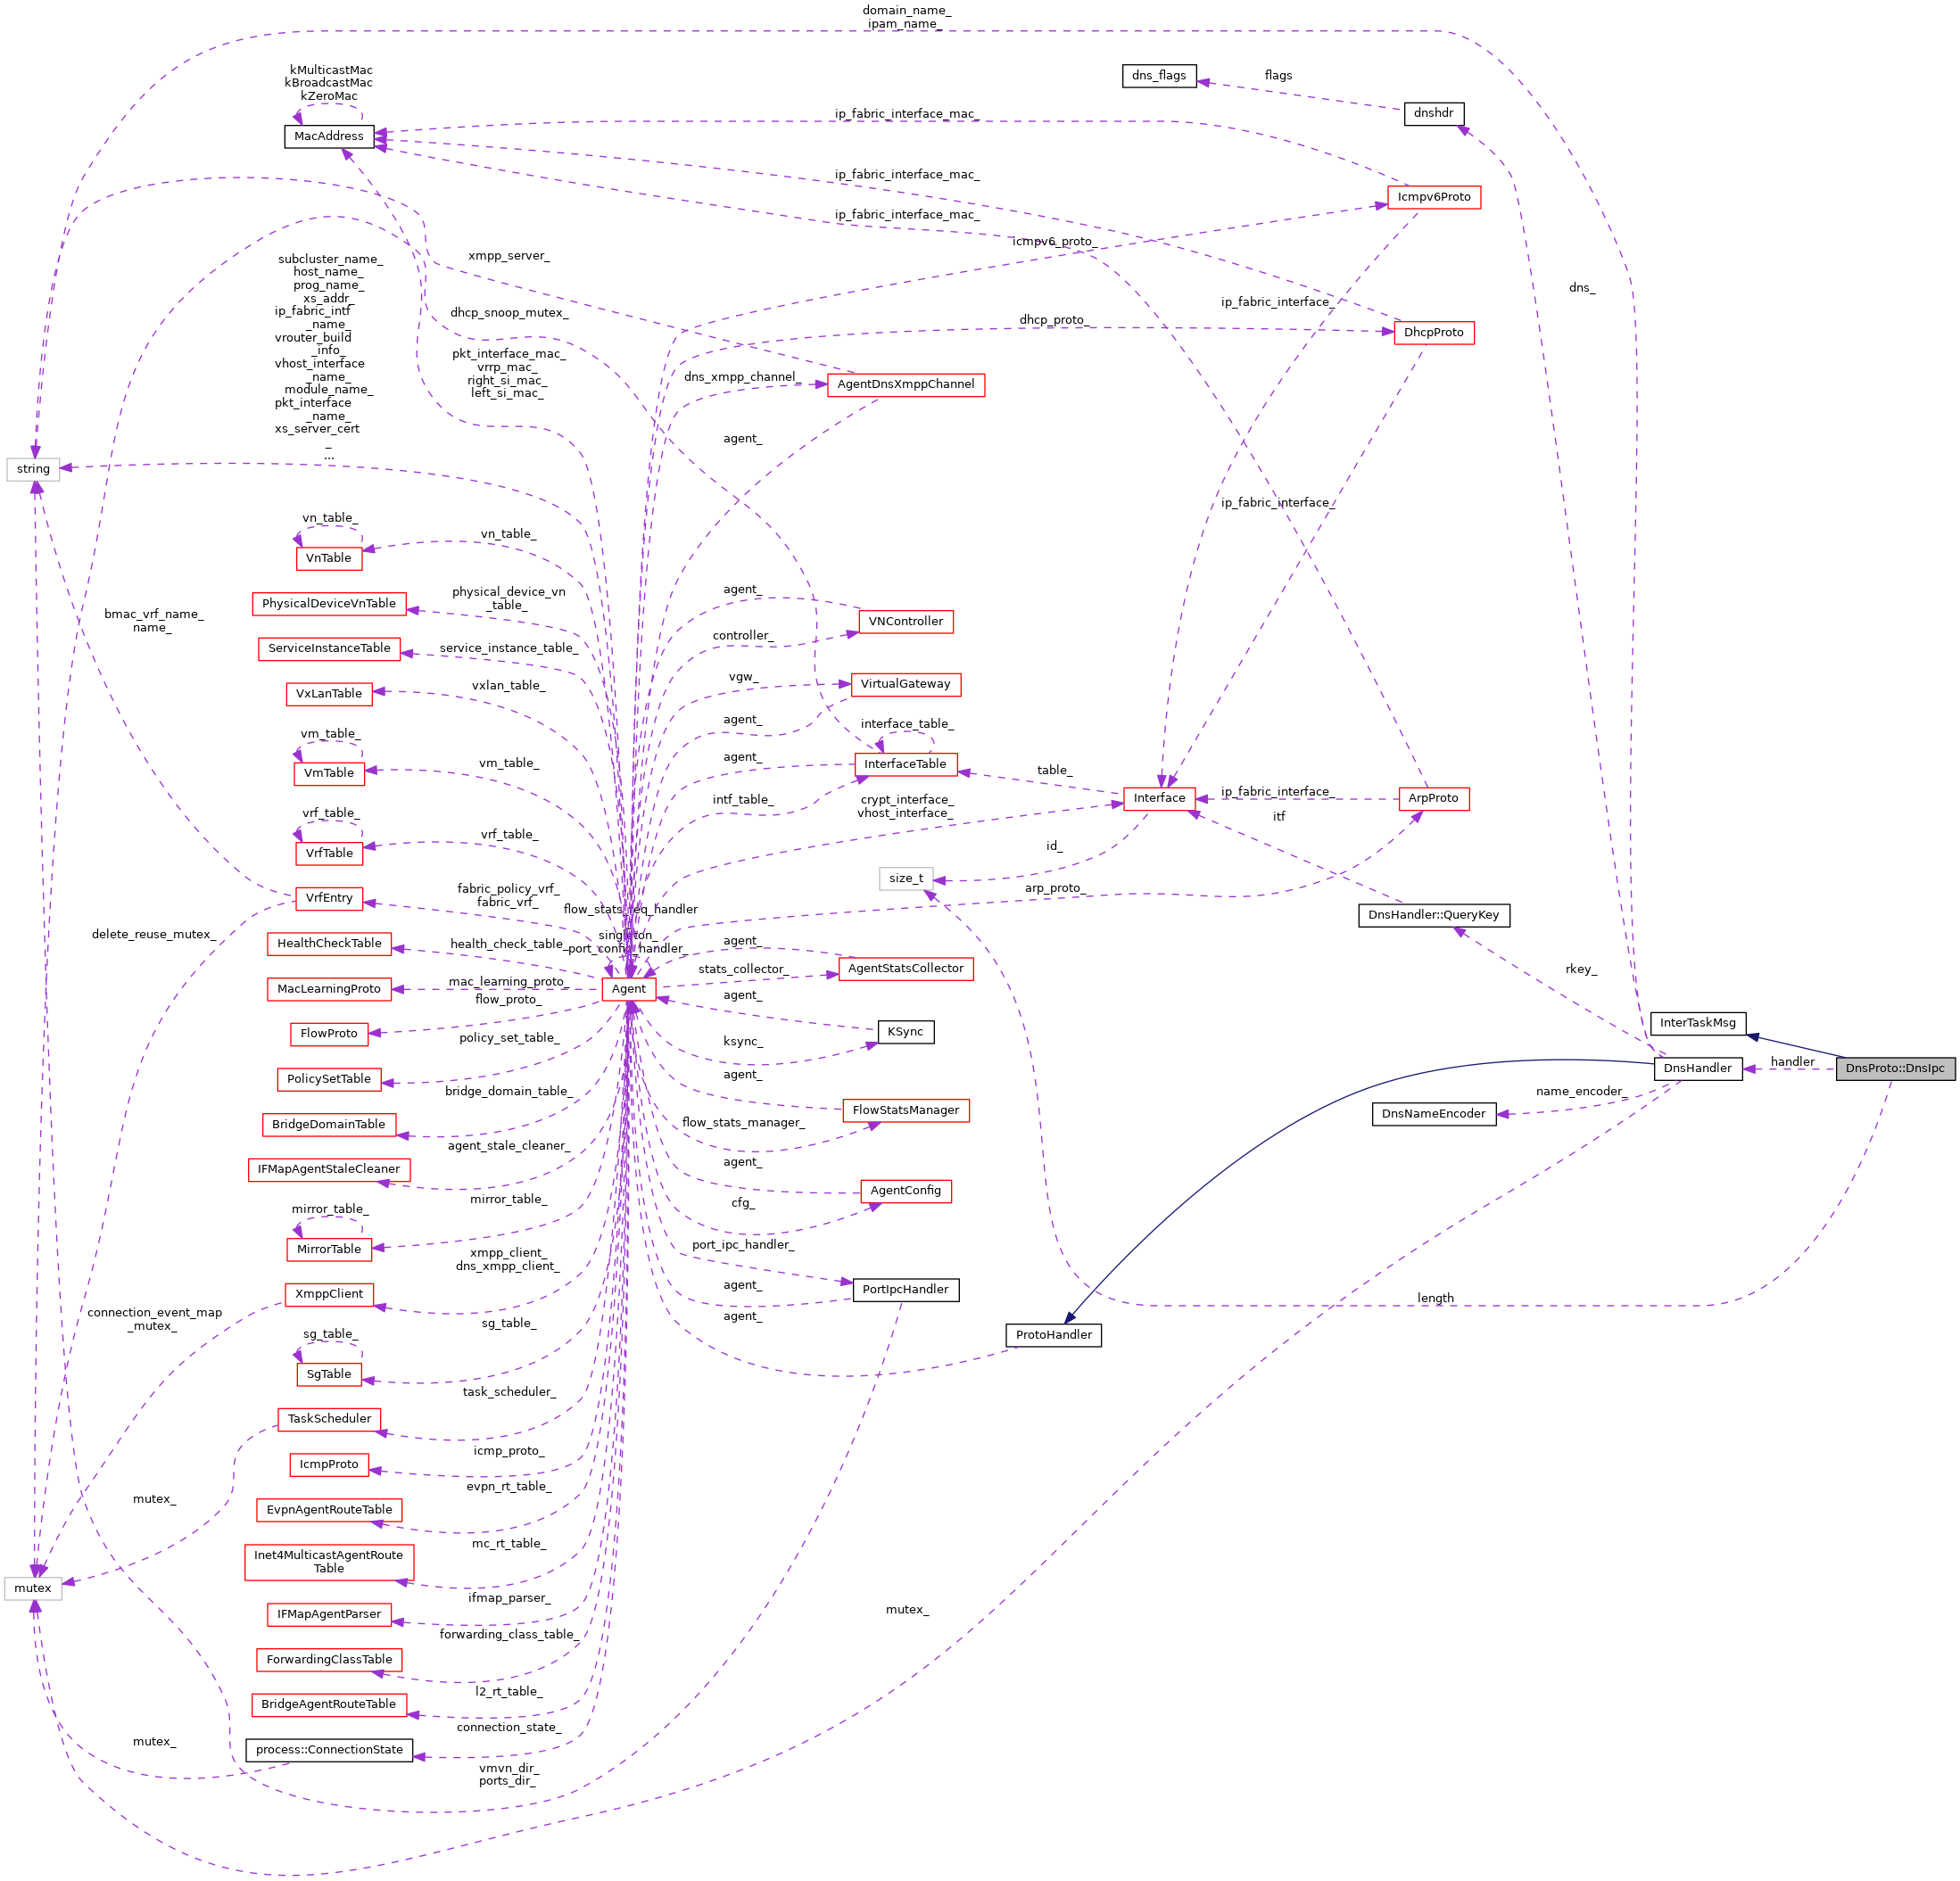 domain_name_
ipam_name_
kMulticastMac
kBroadcastMac
kZeroMac
MacAddress
dns_flags
flags
dnshdr
ip_fabric_interface_mac_
ip_fabric_interface_mac_
ip_fabric_interface_mac_
Icmpv6Proto
icmpv6_proto_
xmpp_server_
dns_
subcluster_name_
host_name_
prog_name_
xs_addr_
ip_fabric_intf
_name_
vrouter_build
_info_
vhost_interface
_name_
module_name_
pkt_interface
_name_
xs_server_cert
_
...
dhcp_snoop_mutex_
ip_fabric_interface_
dhcp_proto_
DhcpProto
pkt_interface_mac_
vrrp_mac_
right_si_mac_
left_si_mac_
dns_xmpp_channel_
AgentDnsXmppChannel
agent_
string
ip_fabric_interface_
vn_table_
VnTable
vn_table_
PhysicalDeviceVnTable
physical_device_vn
_table_
agent_
VNController
controller_
bmac_vrf_name_
name_
ServiceInstanceTable
service_instance_table_
VxLanTable
vxlan_table_
vgw_
VirtualGateway
agent_
interface_table_
InterfaceTable
agent_
vm_table_
VmTable
vm_table_
table_
intf_table_
crypt_interface_
vhost_interface_
Interface
ip_fabric_interface_
ArpProto
itf
vrf_table_
VrfTable
vrf_table_
id_
size_t
VrfEntry
fabric_policy_vrf_
fabric_vrf_
arp_proto_
flow_stats_req_handler
_
singleton_
port_config_handler_
DnsHandler::QueryKey
delete_reuse_mutex_
HealthCheckTable
health_check_table_
agent_
AgentStatsCollector
stats_collector_
rkey_
MacLearningProto
mac_learning_proto_
Agent
agent_
flow_proto_
FlowProto
KSync
ksync_
InterTaskMsg
policy_set_table_
PolicySetTable
agent_
DnsHandler
handler
DnsProto::DnsIpc
bridge_domain_table_
name_encoder_
DnsNameEncoder
FlowStatsManager
flow_stats_manager_
BridgeDomainTable
agent_stale_cleaner_
IFMapAgentStaleCleaner
agent_
AgentConfig
cfg_
mirror_table_
mirror_table_
MirrorTable
port_ipc_handler_
xmpp_client_
dns_xmpp_client_
XmppClient
agent_
PortIpcHandler
length
connection_event_map
_mutex_
agent_
sg_table_
sg_table_
SgTable
ProtoHandler
task_scheduler_
TaskScheduler
icmp_proto_
IcmpProto
mutex_
evpn_rt_table_
EvpnAgentRouteTable
mc_rt_table_
Inet4MulticastAgentRoute
Table
mutex
ifmap_parser_
IFMapAgentParser
mutex_
forwarding_class_table_
ForwardingClassTable
l2_rt_table_
BridgeAgentRouteTable
connection_state_
mutex_
process::ConnectionState
vmvn_dir_
ports_dir_